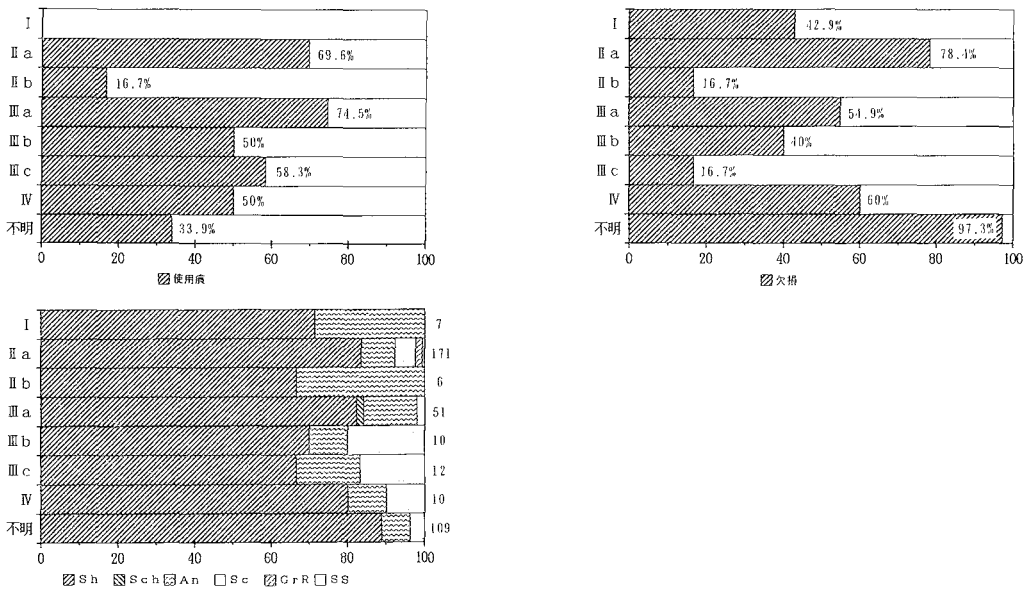 Ⅰ
Ⅱa 69.6%
Ⅱb 16.7%
Ⅲa 74.5%
Ⅲb 50%
Ⅲc 58.3%
Ⅳ 50%
不明 33.9%
0 20 40 60 80 100
使用痕
Ⅰ 42.9%
Ⅱa 78.4%
Ⅱb 16.7%
Ⅲa 54.9%
Ⅲb 40%
Ⅲc 16.7%
Ⅳ 60%
不明 97.3%
0 20 40 60 80 100
欠損
Ⅰ 7
Ⅱa 171
Ⅱb 6
Ⅲa 51
Ⅲb 10
Ⅲc 12
Ⅳ 10
不明 109
0 20 40 60 80 100
Sh Sch An Sc GrR SS